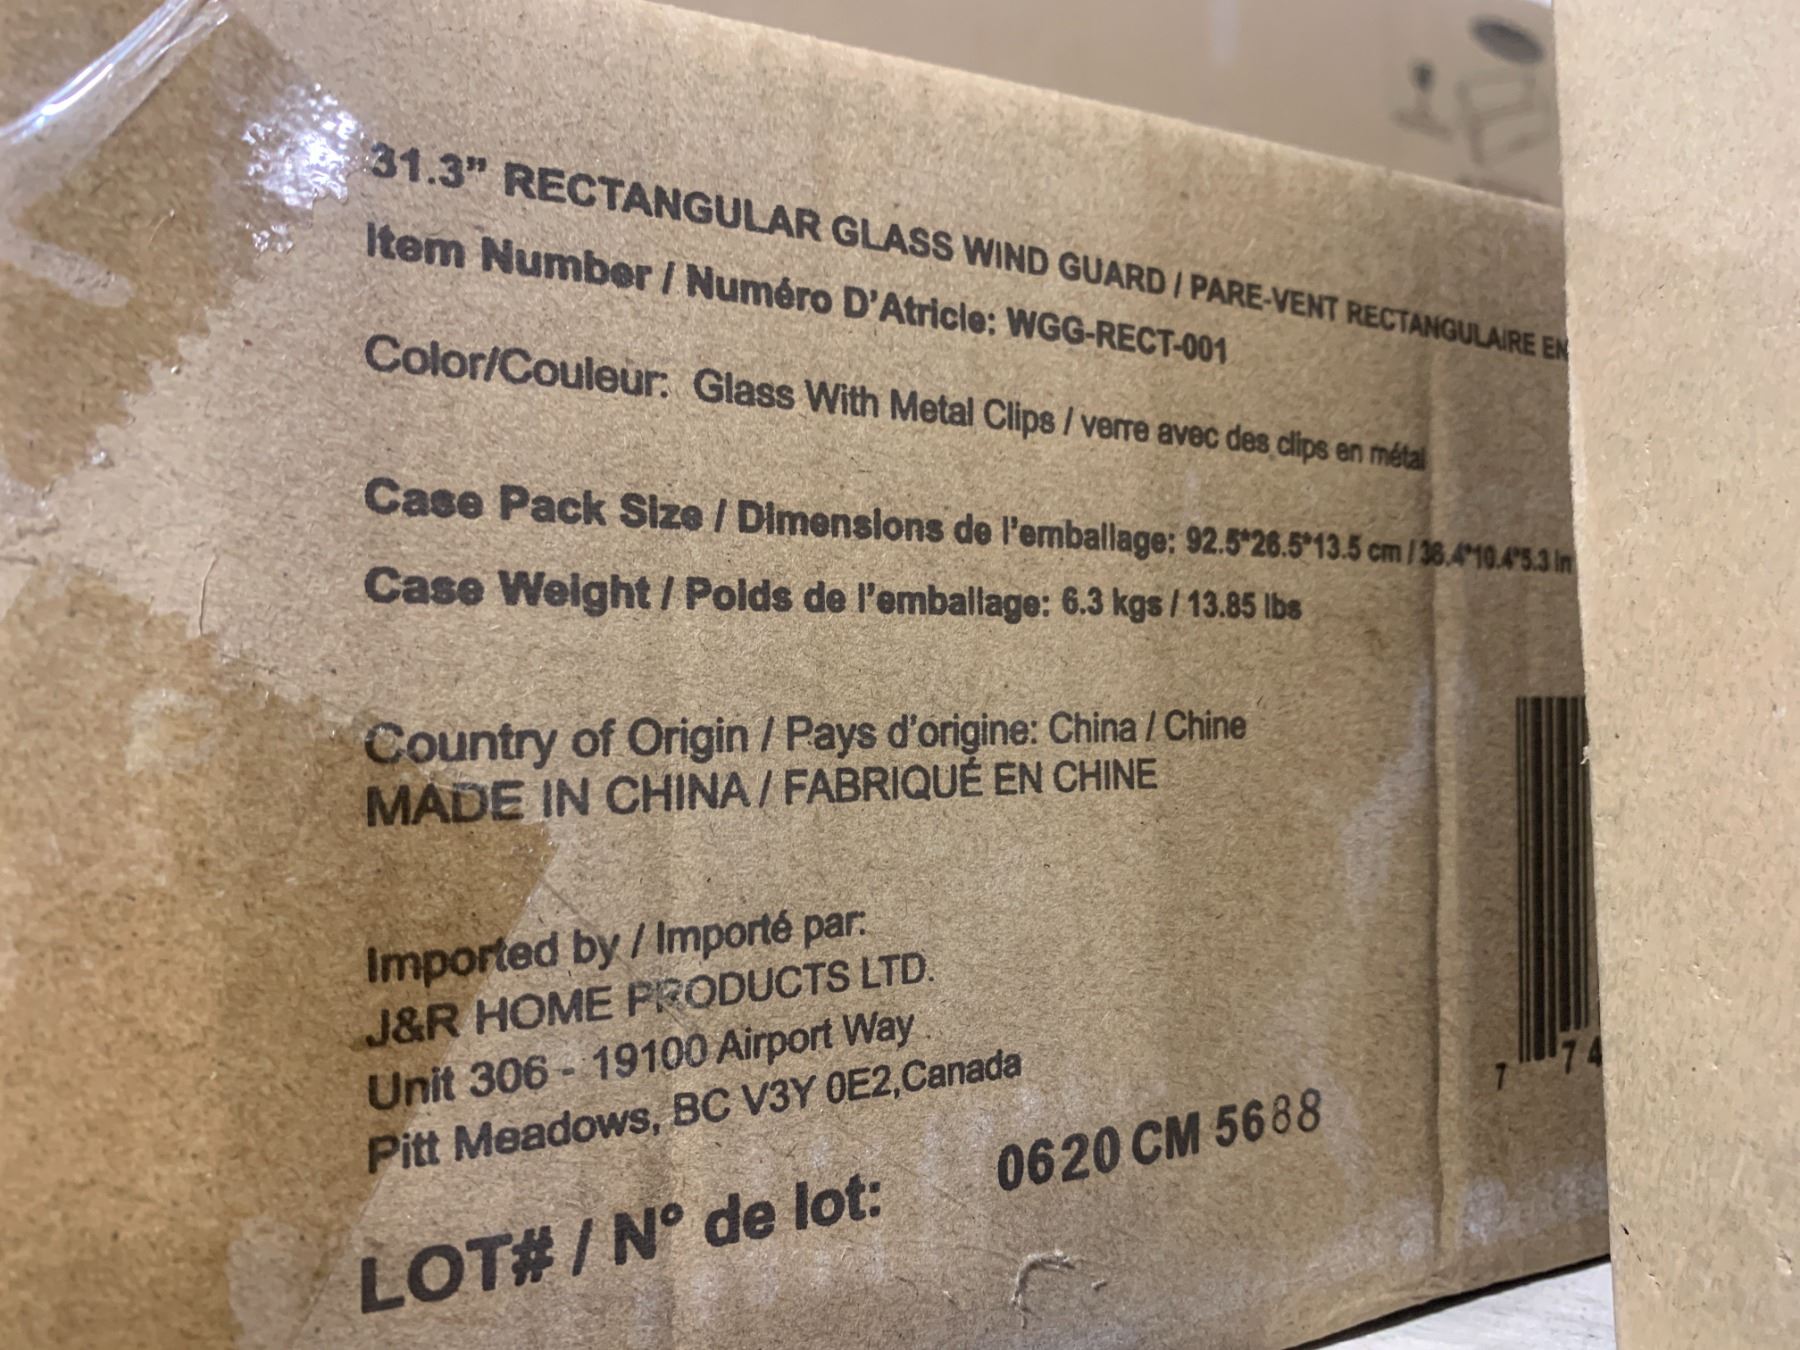 31.3” RECTANGULAR GLASS WIND GUARD / PARE-VENT RECTANGULAIRE EN
Item Number / Numéro D’Atricle: WGG-RECT-001
Color/Couleur: Glass With Metal Clips / verre avec des clips en métal
Case Pack Size / Dimensions de l’emballage: 92.5*26.5*13.5 cm / 36.4*10.4*5.3 in
Case Weight / Poids de l’emballage: 6.3 kgs / 13.85 lbs
Country of Origin / Pays d’origine: China / Chine
MADE IN CHINA / FABRIQUÉ EN CHINE
Imported by / Importé par:
J&R HOME PRODUCTS LTD.
Unit 306 - 19100 Airport Way
Pitt Meadows, BC V3Y 0E2,Canada
LOT# / N° de lot: 0620 CM 5688
7 74